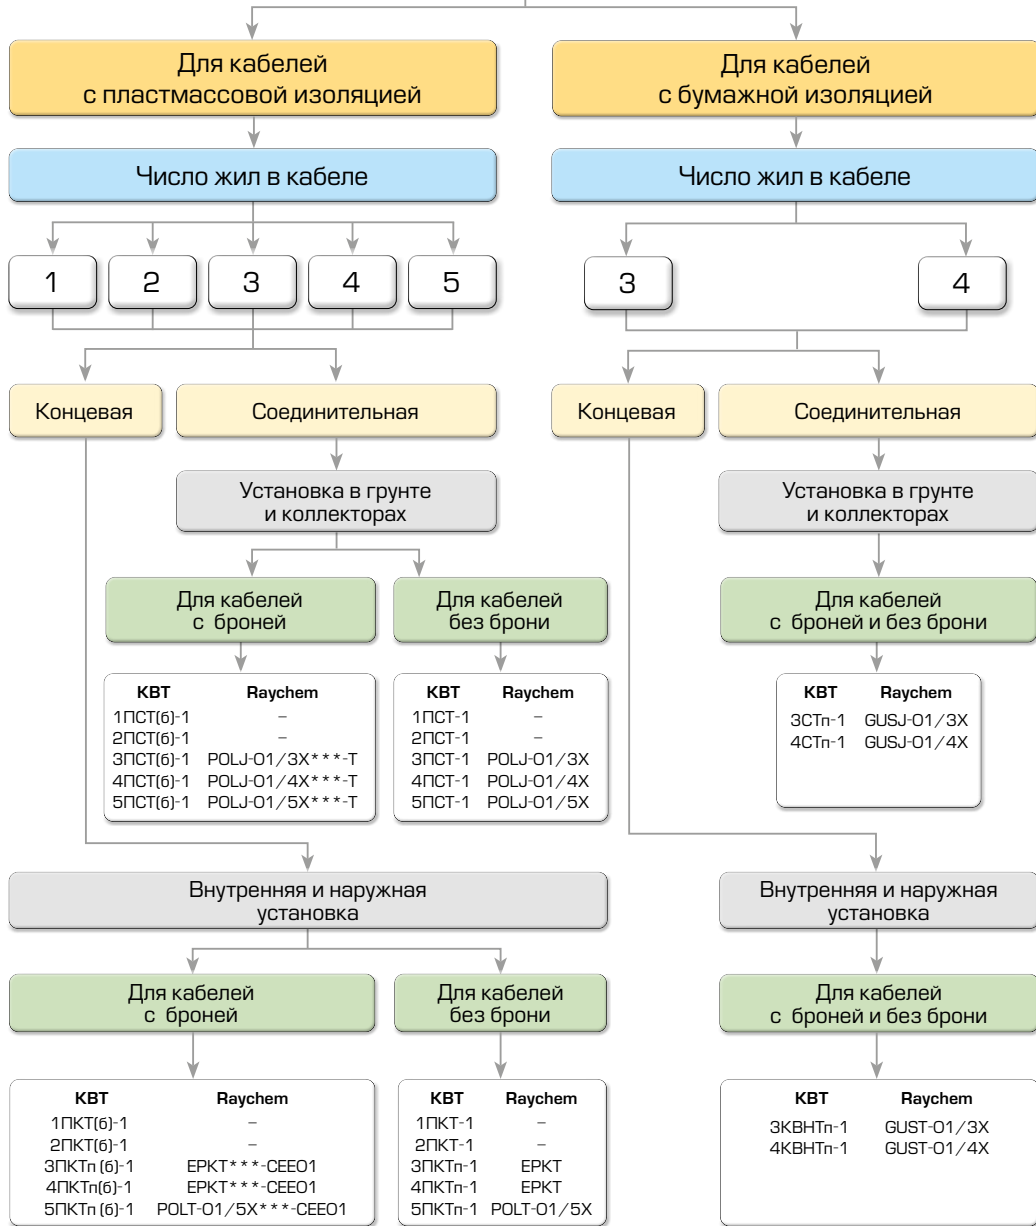 Для кабелей
с пластмассовой изоляцией
Для кабелей
с бумажной изоляцией
Число жил в кабеле
Число жил в кабеле
1 2 3 4 5
3 4
Концевая
Соединительная
Концевая
Соединительная
Установка в грунте
и коллекторах
Установка в грунте
и коллекторах
Для кабелей
с броней
Для кабелей
без брони
Для кабелей
с броней и без брони
КВТ Raychem
1ПСТ(б)-1 –
2ПСТ(б)-1 –
3ПСТ(б)-1 POLJ-01/3X***-T
4ПСТ(б)-1 POLJ-01/4X***-T
5ПСТ(б)-1 POLJ-01/5X***-T
КВТ Raychem
1ПСТ-1 –
2ПСТ-1 –
3ПСТ-1 POLJ-01/3X
4ПСТ-1 POLJ-01/4X
5ПСТ-1 POLJ-01/5X
КВТ Raychem
3СТп-1 GUSJ-01/3X
4СТп-1 GUSJ-01/4X
Внутренняя и наружная
установка
Внутренняя и наружная
установка
Для кабелей
с броней
Для кабелей
без брони
Для кабелей
с броней и без брони
КВТ Raychem
1ПКТ(б)-1 –
2ПКТ(б)-1 –
3ПКТп (б)-1 EPKT***-CEE01
4ПКТп(б)-1 EPKT***-CEE01
5ПКТп (б)-1 POLT-01/5X***-CEE01
КВТ Raychem
1ПКТ-1 –
2ПКТ-1 –
3ПКТп-1 EPKT
4ПКТп-1 EPKT
5ПКТп-1 POLT-01/5X
КВТ Raychem
3КВНТп-1 GUST-01/3X
4КВНТп-1 GUST-01/4X